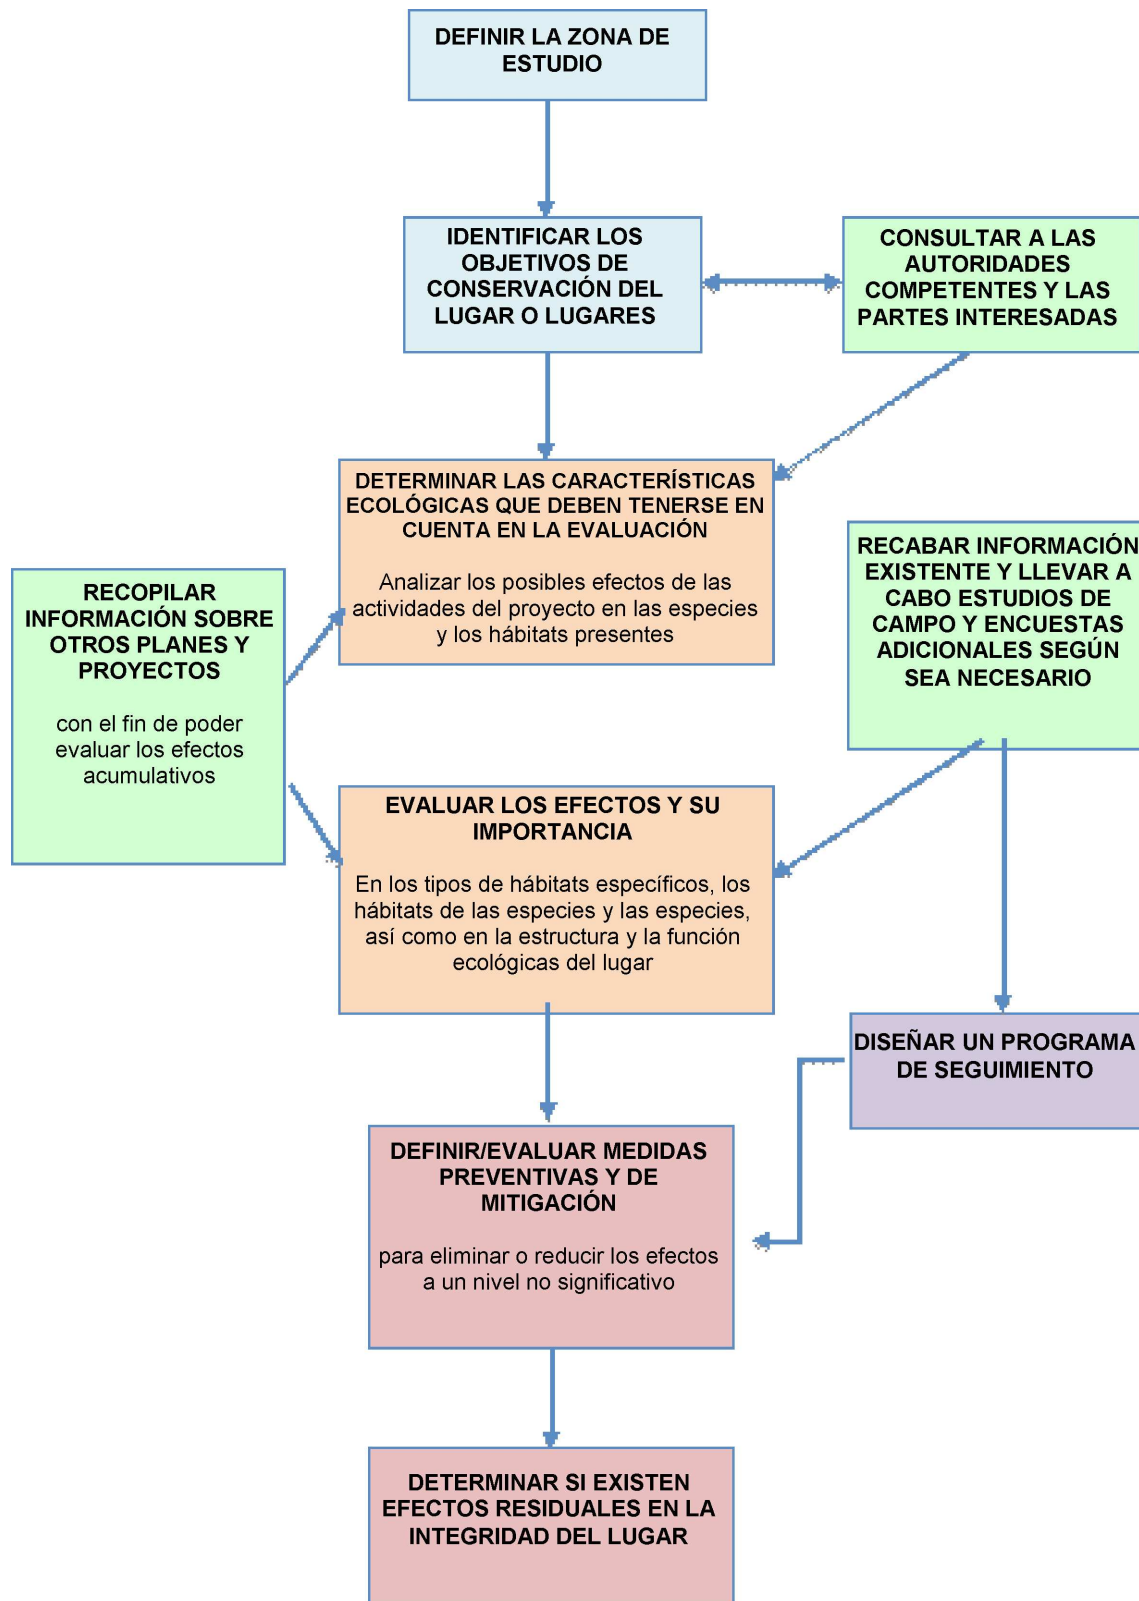 DEFINIR LA ZONA DE
ESTUDIO
IDENTIFICAR LOS
OBJETIVOS DE
CONSERVACIÓN DEL
LUGAR O LUGARES
CONSULTAR A LAS
AUTORIDADES
COMPETENTES Y LAS
PARTES INTERESADAS
DETERMINAR LAS CARACTERÍSTICAS
ECOLÓGICAS QUE DEBEN TENERSE EN
CUENTA EN LA EVALUACIÓN
Analizar los posibles efectos de las
actividades del proyecto en las especies
y los hábitats presentes
RECABAR INFORMACIÓN
EXISTENTE Y LLEVAR A
CABO ESTUDIOS DE
CAMPO Y ENCUESTAS
ADICIONALES SEGÚN
SEA NECESARIO
RECOPILAR
INFORMACIÓN SOBRE
OTROS PLANES Y
PROYECTOS
con el fin de poder
evaluar los efectos
acumulativos
EVALUAR LOS EFECTOS Y SU
IMPORTANCIA
En los tipos de hábitats específicos, los
hábitats de las especies y las especies,
así como en la estructura y la función
ecológicas del lugar
DISEÑAR UN PROGRAMA
DE SEGUIMIENTO
DEFINIR/EVALUAR MEDIDAS
PREVENTIVAS Y DE
MITIGACIÓN
para eliminar o reducir los efectos
a un nivel no significativo
DETERMINAR SI EXISTEN
EFECTOS RESIDUALES EN LA
INTEGRIDAD DEL LUGAR